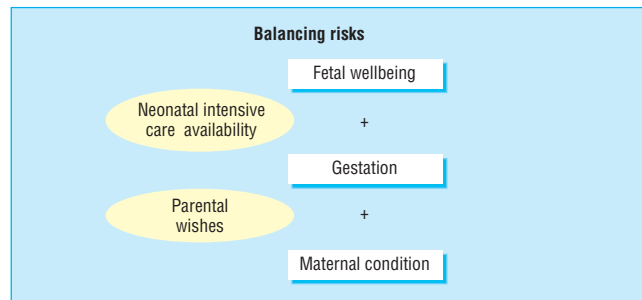 Balancing risks
Fetal wellbeing
Neonatal intensive
care availability
+
Gestation
Parental
wishes
+
Maternal condition